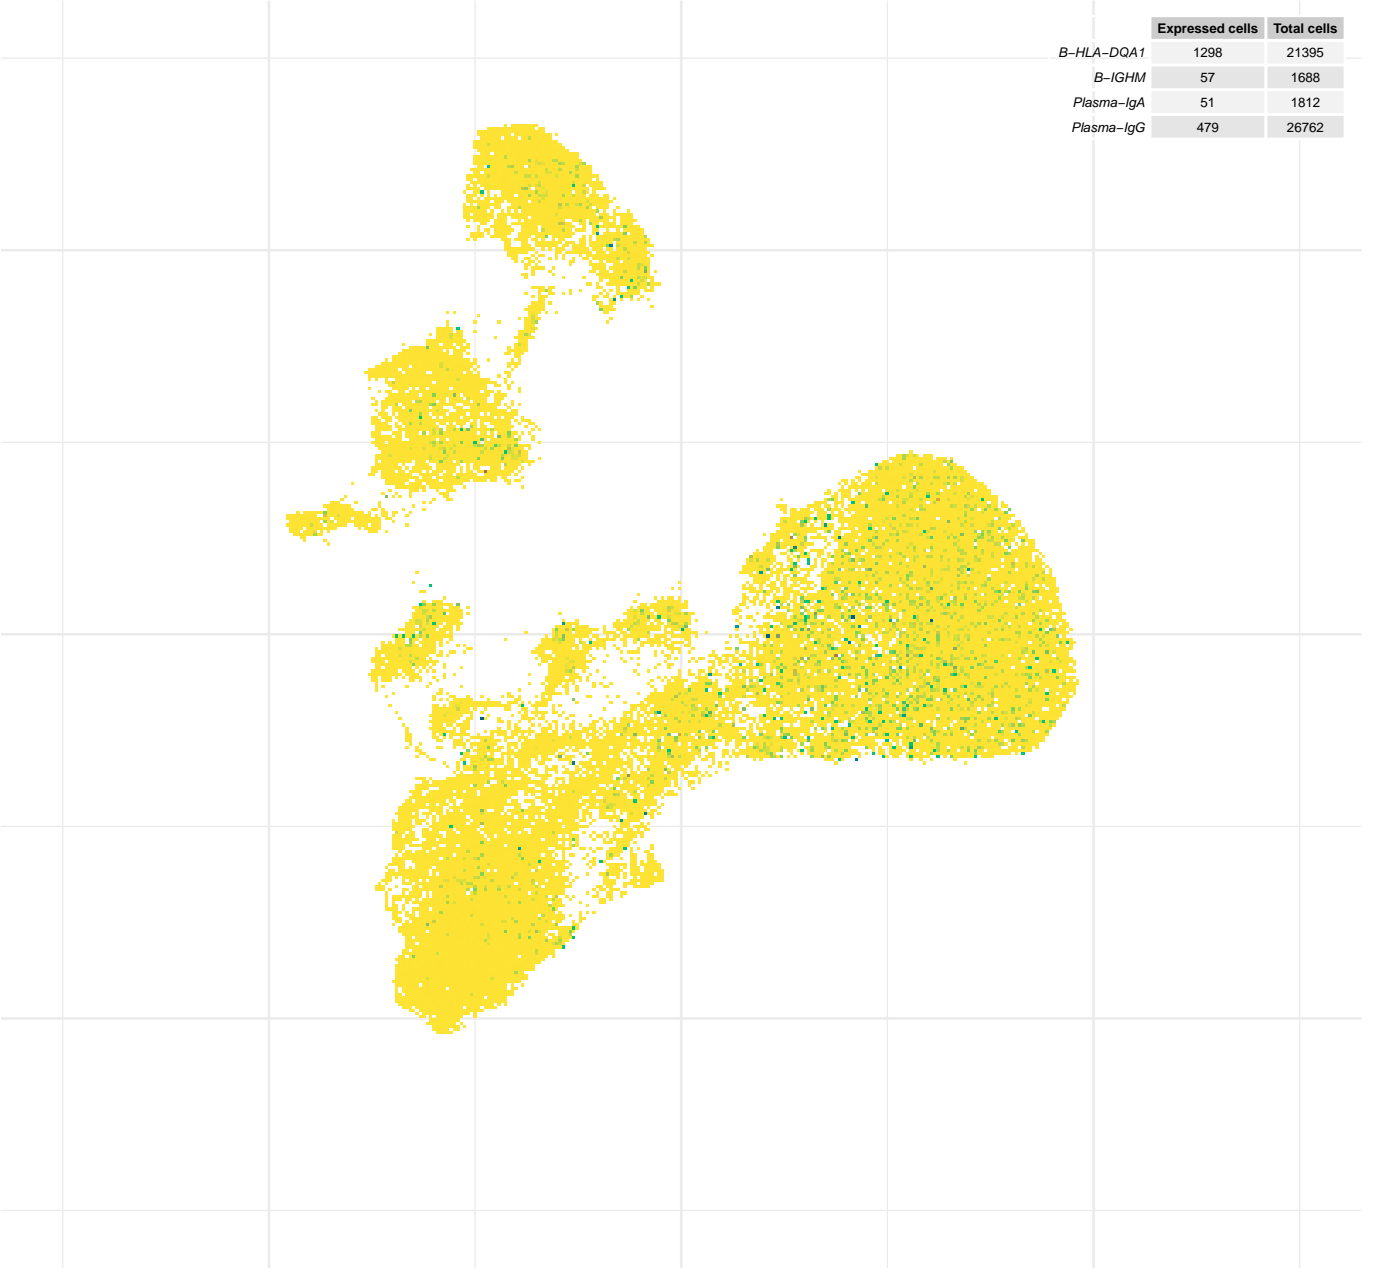 Expressed cells Total cells
B−HLA−DQA1 1298 21395
B−IGHM 57 1688
Plasma−IgA 51 1812
Plasma−IgG 479 26762